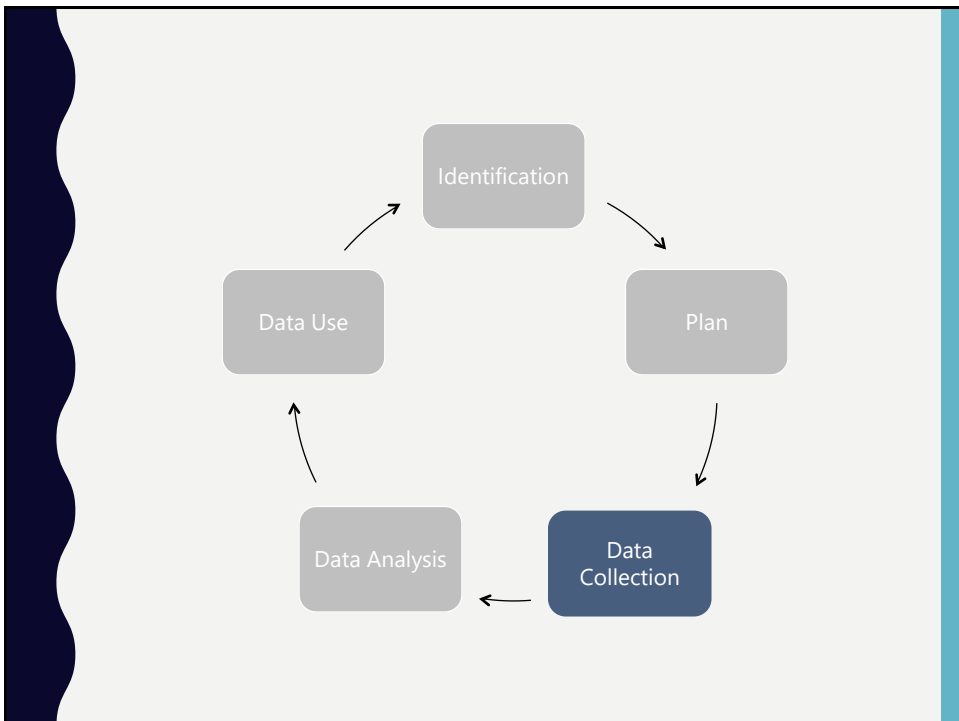 Identification
Plan
Data
Collection
Data Analysis
Data Use